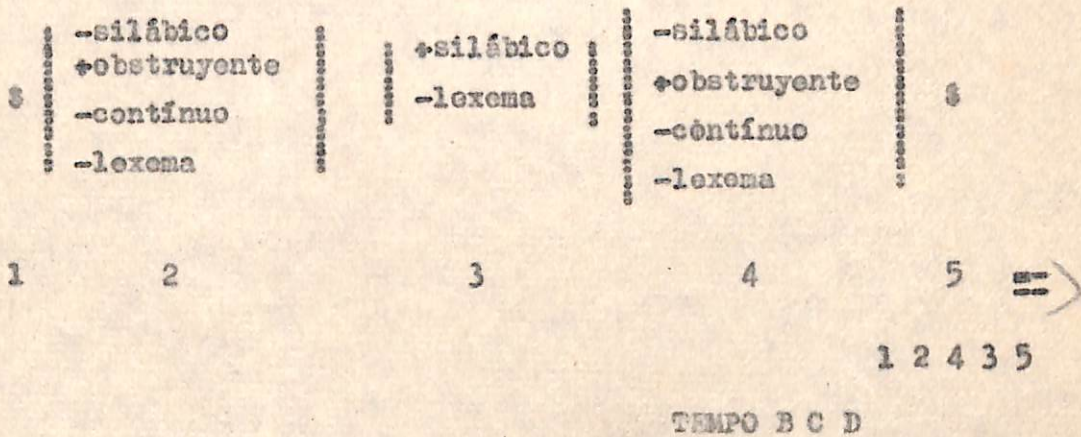 -silábico +silábico -silábico
+obstruyente -lexema +obstruyente
$ -contínuo -contínuo $
-lexema -lexema
1 2 3 4 5 =>
1 2 4 3 5
TEMPO B C D